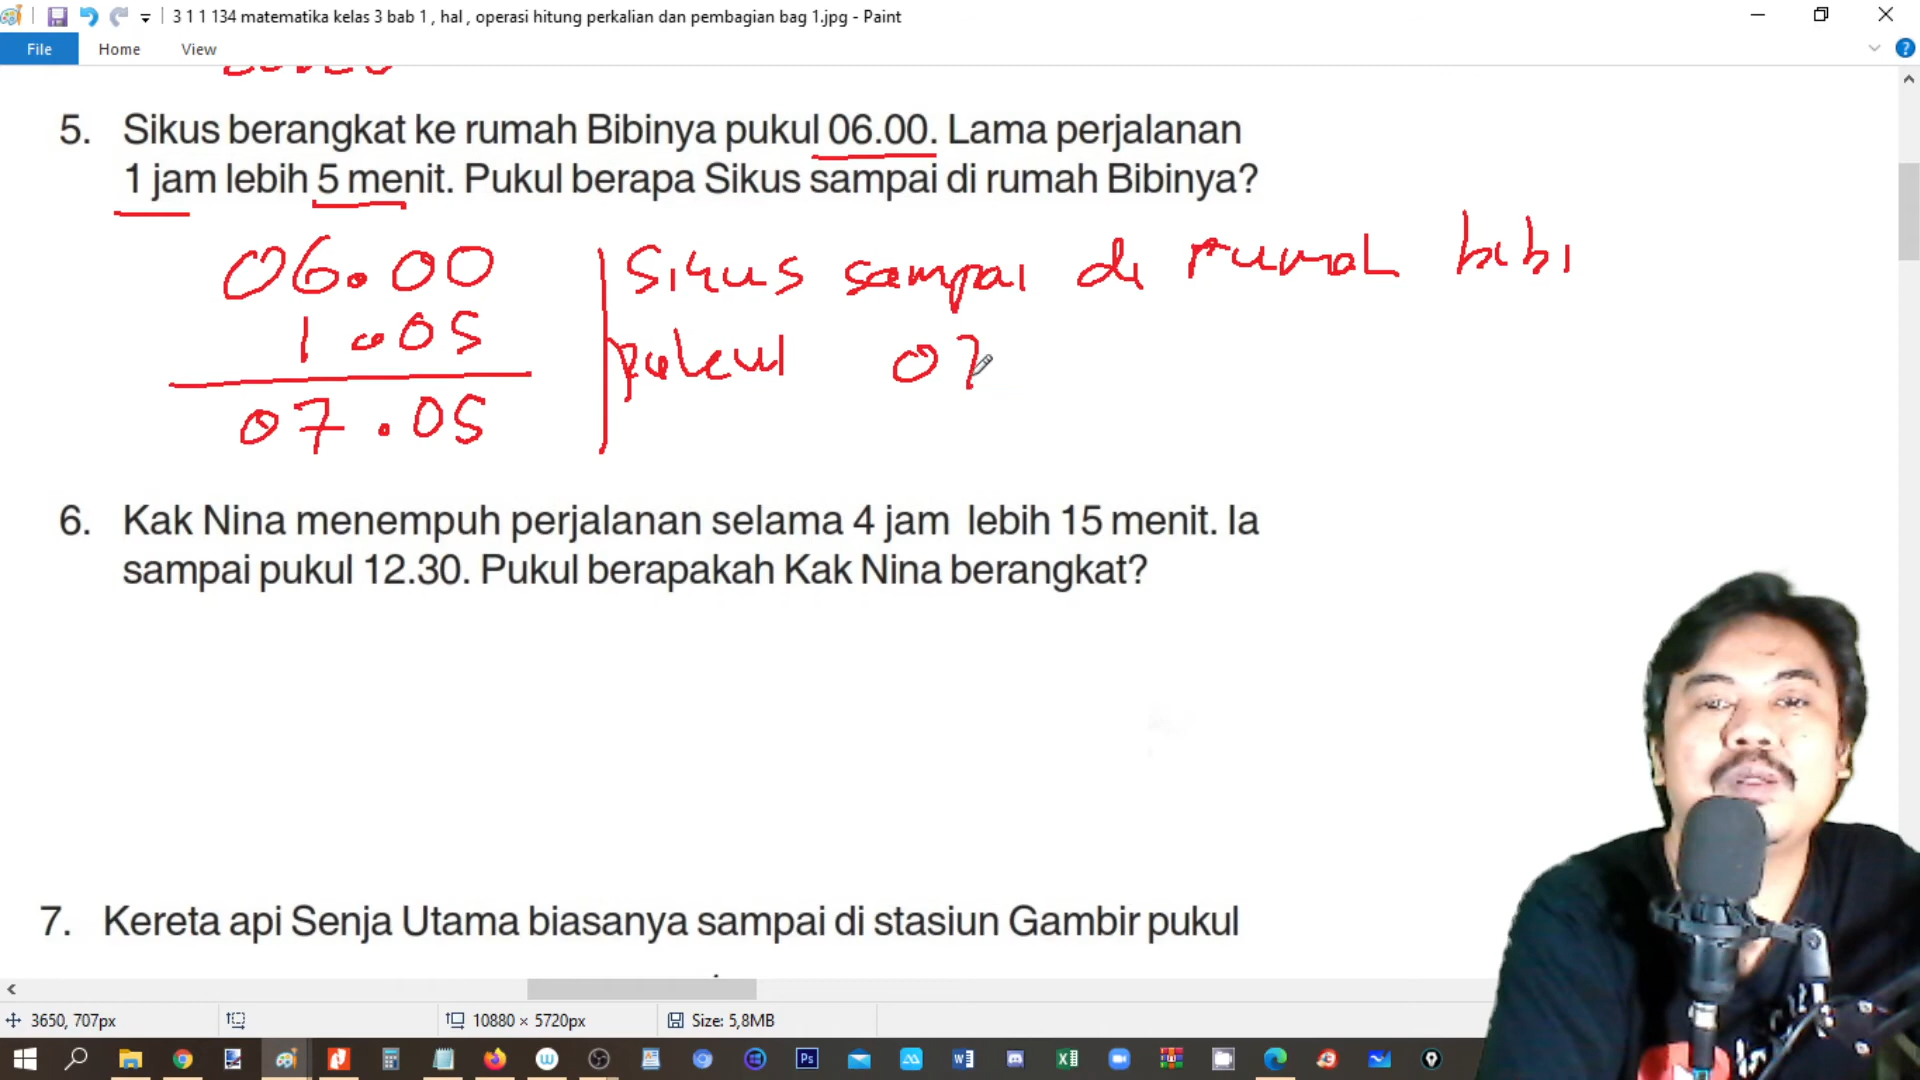 3 1 1 134 matematika kelas 3 bab 1 , hal , operasi hitung perkalian dan pembagian bag 1.jpg - Paint
File Home View
5. Sikus berangkat ke rumah Bibinya pukul 06.00. Lama perjalanan
1 jam lebih 5 menit. Pukul berapa Sikus sampai di rumah Bibinya?
06.00
1.05
07.05
Sikus sampai di rumah bibi
pukul 07
6. Kak Nina menempuh perjalanan selama 4 jam lebih 15 menit. Ia
sampai pukul 12.30. Pukul berapakah Kak Nina berangkat?
7. Kereta api Senja Utama biasanya sampai di stasiun Gambir pukul
3650, 707px
10880 × 5720px
Size: 5,8MB